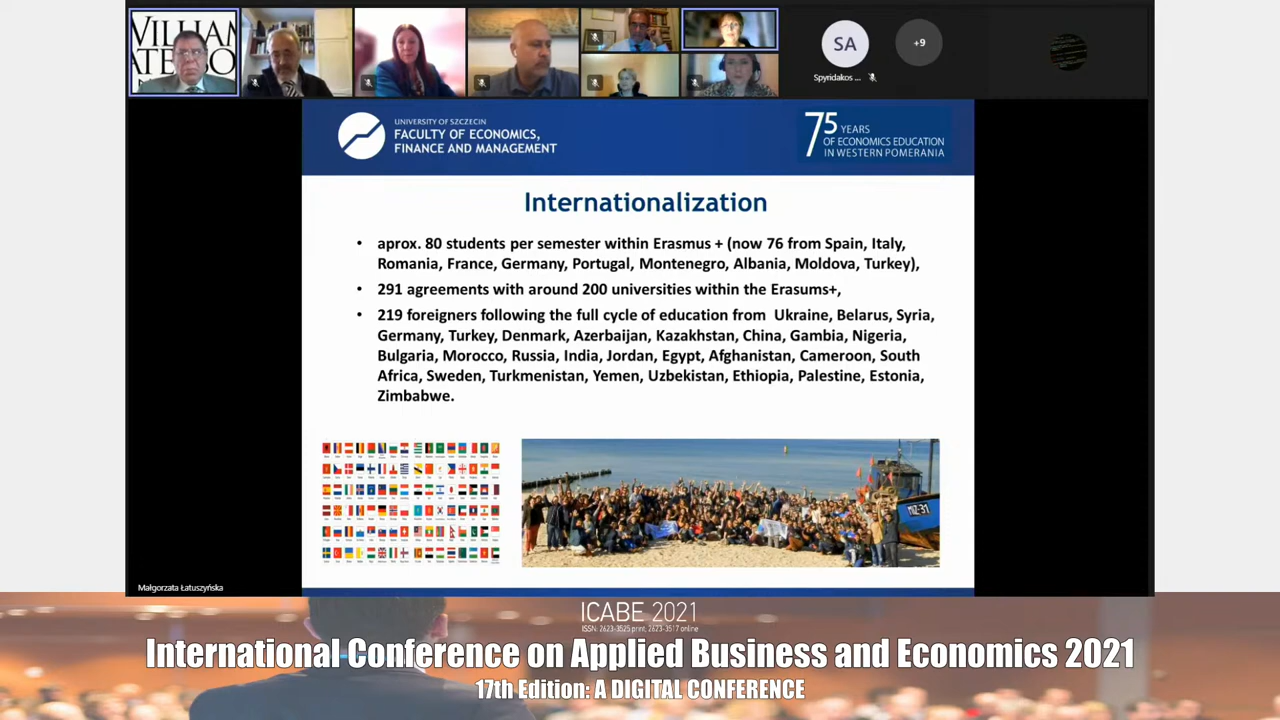 WILLIAM
ATERSON
SA
+9
Spyridakos ...
UNIVERSITY OF SZCZECIN
FACULTY OF ECONOMICS,
FINANCE AND MANAGEMENT
75 YEARS
OF ECONOMICS EDUCATION
IN WESTERN POMERANIA
Internationalization
• aprox. 80 students per semester within Erasmus + (now 76 from Spain, Italy,
Romania, France, Germany, Portugal, Montenegro, Albania, Moldova, Turkey),
• 291 agreements with around 200 universities within the Erasums+,
• 219 foreigners following the full cycle of education from Ukraine, Belarus, Syria,
Germany, Turkey, Denmark, Azerbaijan, Kazakhstan, China, Gambia, Nigeria,
Bulgaria, Morocco, Russia, India, Jordan, Egypt, Afghanistan, Cameroon, South
Africa, Sweden, Turkmenistan, Yemen, Uzbekistan, Ethiopia, Palestine, Estonia,
Zimbabwe.
MIZ-31
Małgorzata Łatuszyńska
ICABE 2021
ISSN: 2623-3525 print, 2623-3517 online
International Conference on Applied Business and Economics 2021
17th Edition: A DIGITAL CONFERENCE